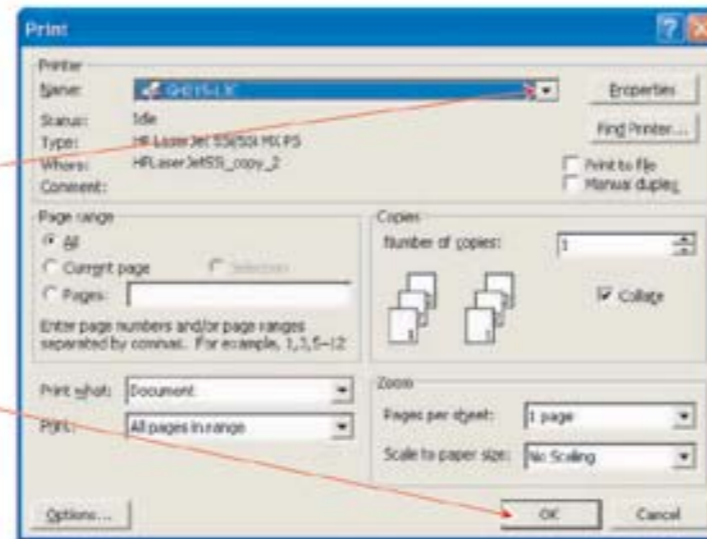 Print
Printer
Name:
Properties
Status: Idle
Find Printer...
Type: HP LaserJet 5Si/5Si MX PS
Where: HPLaserJet5Si_copy_2
Print to file
Comment:
Manual duplex
Page range
All
Current page Selection
Pages:
Enter page numbers and/or page ranges
separated by commas. For example, 1,3,5-12
Copies
Number of copies: 1
Collate
Print what: Document
Print: All pages in range
Zoom
Pages per sheet: 1 page
Scale to paper size: No Scaling
Options...
OK
Cancel